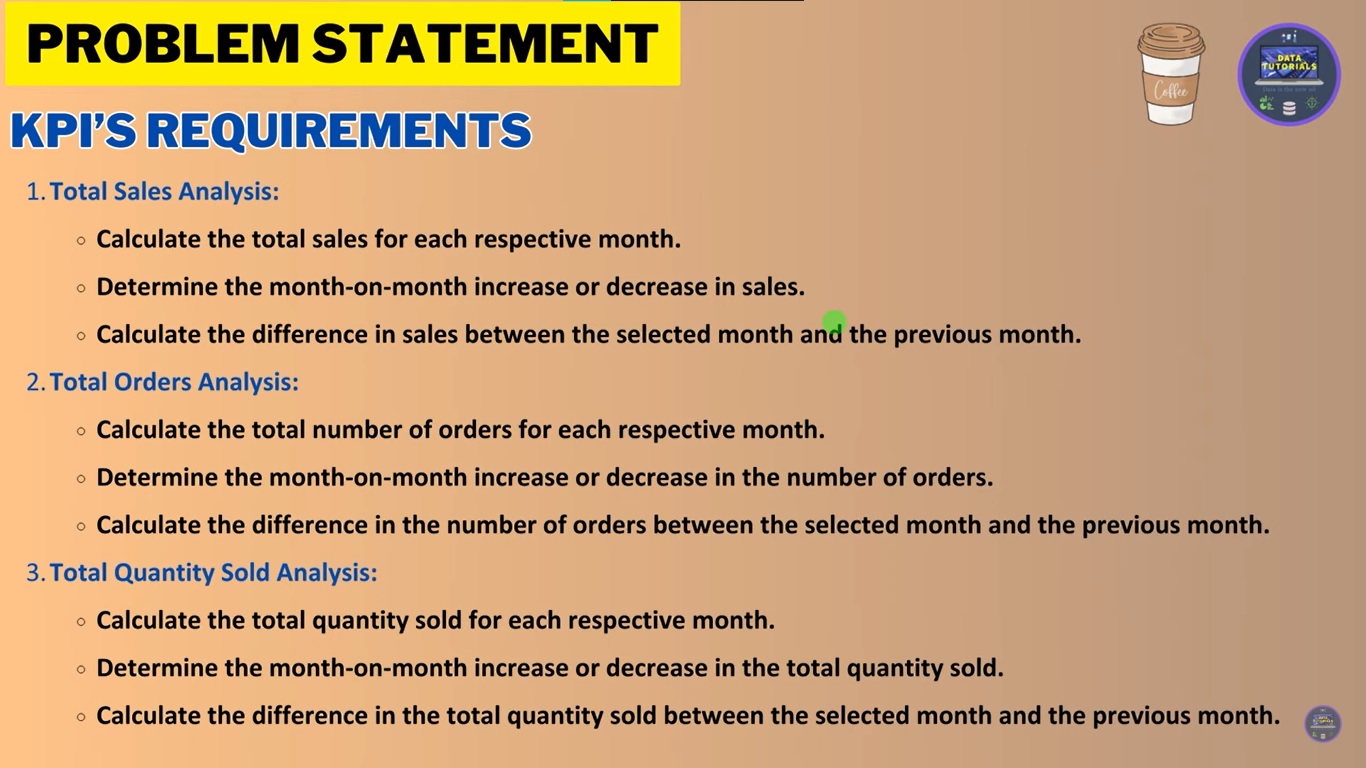 PROBLEM STATEMENT
Coffee
DATA
TUTORIALS
Data is the new oil
KPI'S REQUIREMENTS
1. Total Sales Analysis:
○ Calculate the total sales for each respective month.
○ Determine the month-on-month increase or decrease in sales.
○ Calculate the difference in sales between the selected month and the previous month.
2. Total Orders Analysis:
○ Calculate the total number of orders for each respective month.
○ Determine the month-on-month increase or decrease in the number of orders.
○ Calculate the difference in the number of orders between the selected month and the previous month.
3. Total Quantity Sold Analysis:
○ Calculate the total quantity sold for each respective month.
○ Determine the month-on-month increase or decrease in the total quantity sold.
○ Calculate the difference in the total quantity sold between the selected month and the previous month.